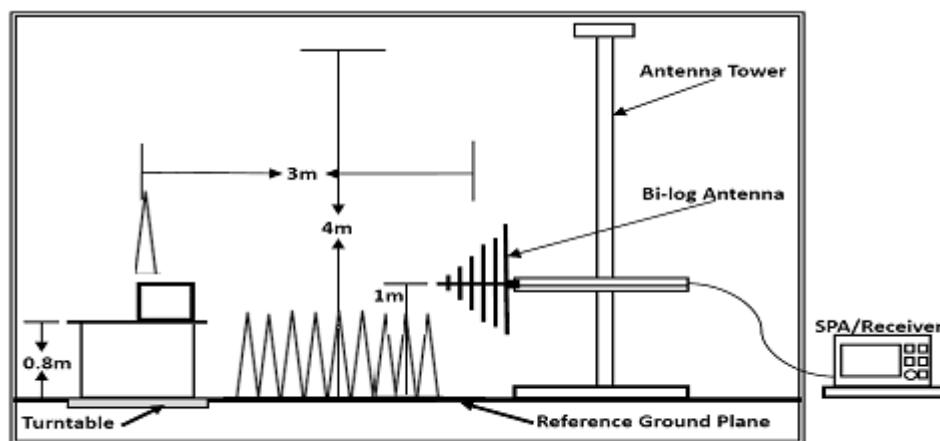 Antenna Tower
3m
Bi-log Antenna
4m
1m
SPA/Receiver
0.8m
Turntable
Reference Ground Plane